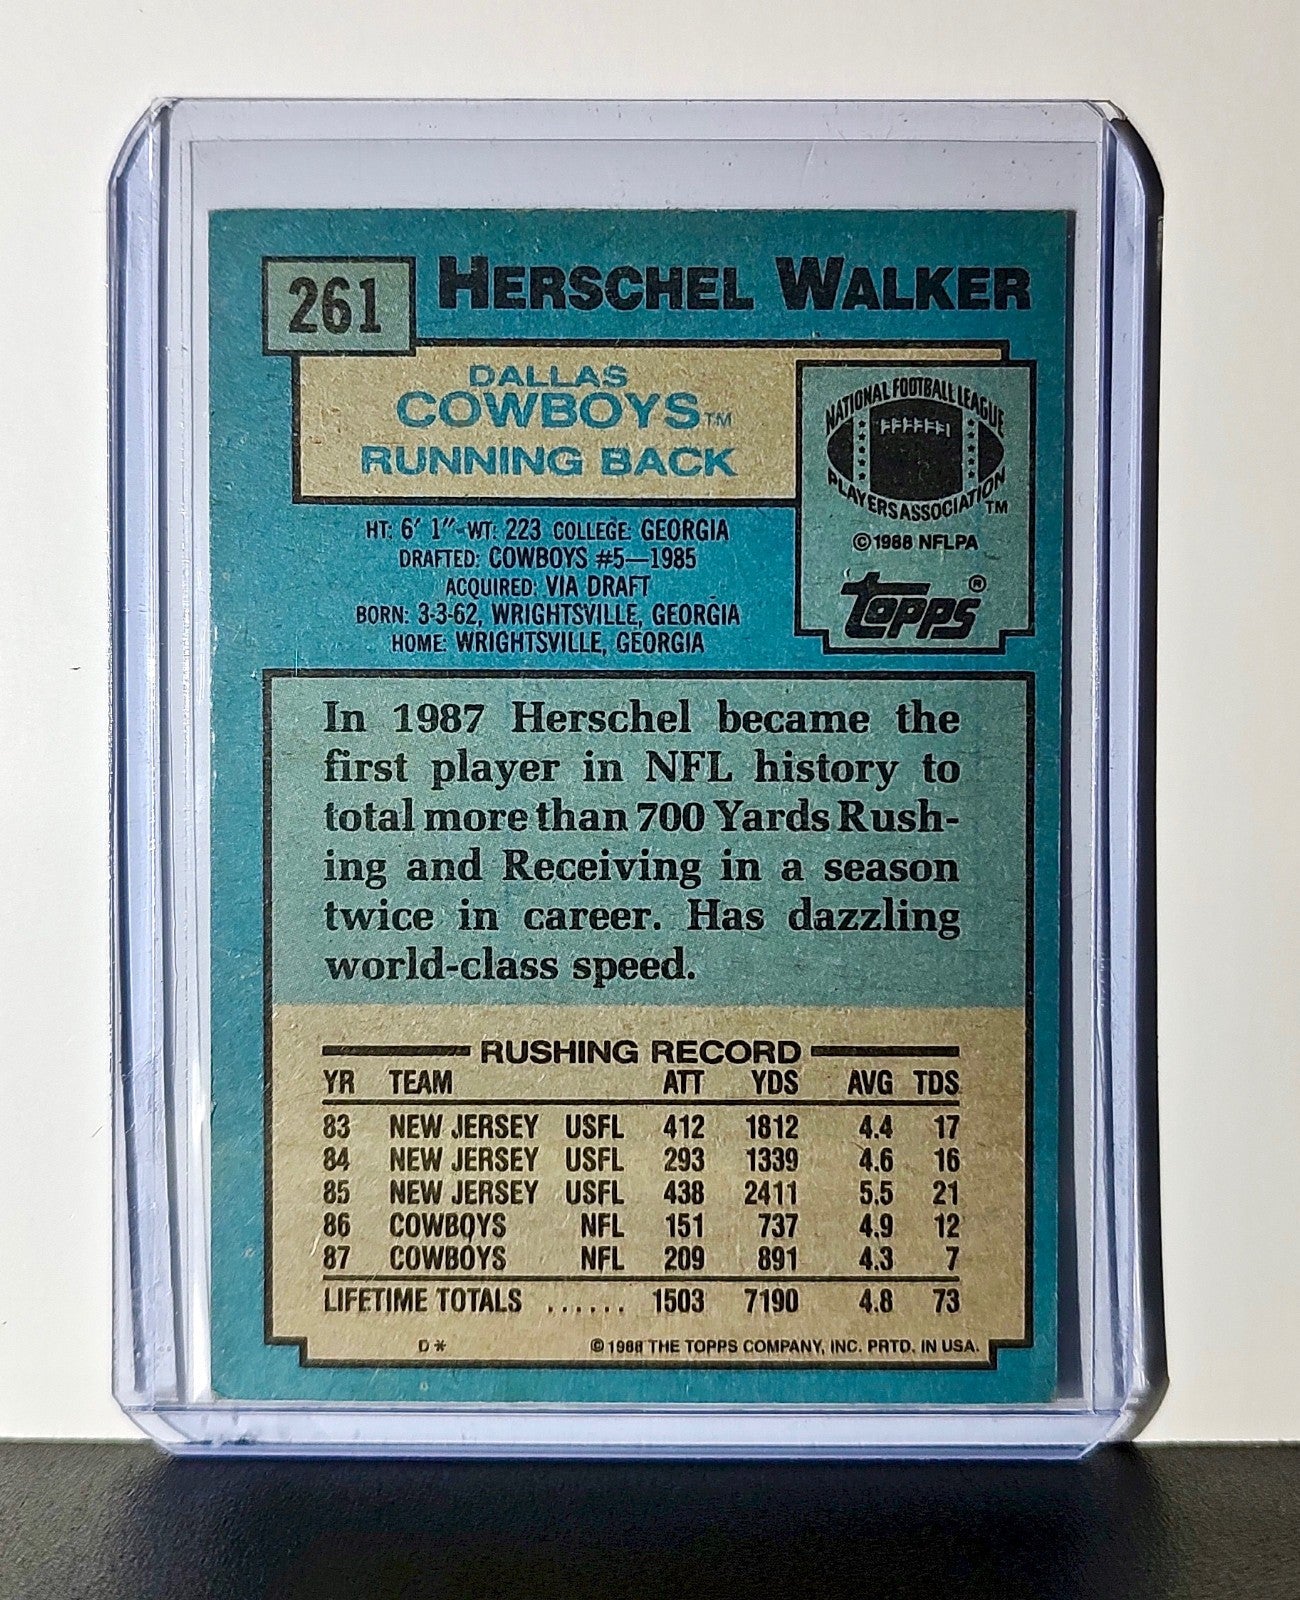 261 HERSCHEL WALKER
DALLAS
COWBOYS™
RUNNING BACK
NATIONAL FOOTBALL LEAGUE
PLAYERS ASSOCIATION™
©1988 NFLPA
topps®
HT: 6' 1"-WT: 223 COLLEGE: GEORGIA
DRAFTED: COWBOYS #5—1985
ACQUIRED: VIA DRAFT
BORN: 3-3-62, WRIGHTSVILLE, GEORGIA
HOME: WRIGHTSVILLE, GEORGIA
In 1987 Herschel became the
first player in NFL history to
total more than 700 Yards Rush-
ing and Receiving in a season
twice in career. Has dazzling
world-class speed.
RUSHING RECORD
YR TEAM ATT YDS AVG TDS
83 NEW JERSEY USFL 412 1812 4.4 17
84 NEW JERSEY USFL 293 1339 4.6 16
85 NEW JERSEY USFL 438 2411 5.5 21
86 COWBOYS NFL 151 737 4.9 12
87 COWBOYS NFL 209 891 4.3 7
LIFETIME TOTALS ...... 1503 7190 4.8 73
D* ©1988 THE TOPPS COMPANY, INC. PRTD. IN USA.